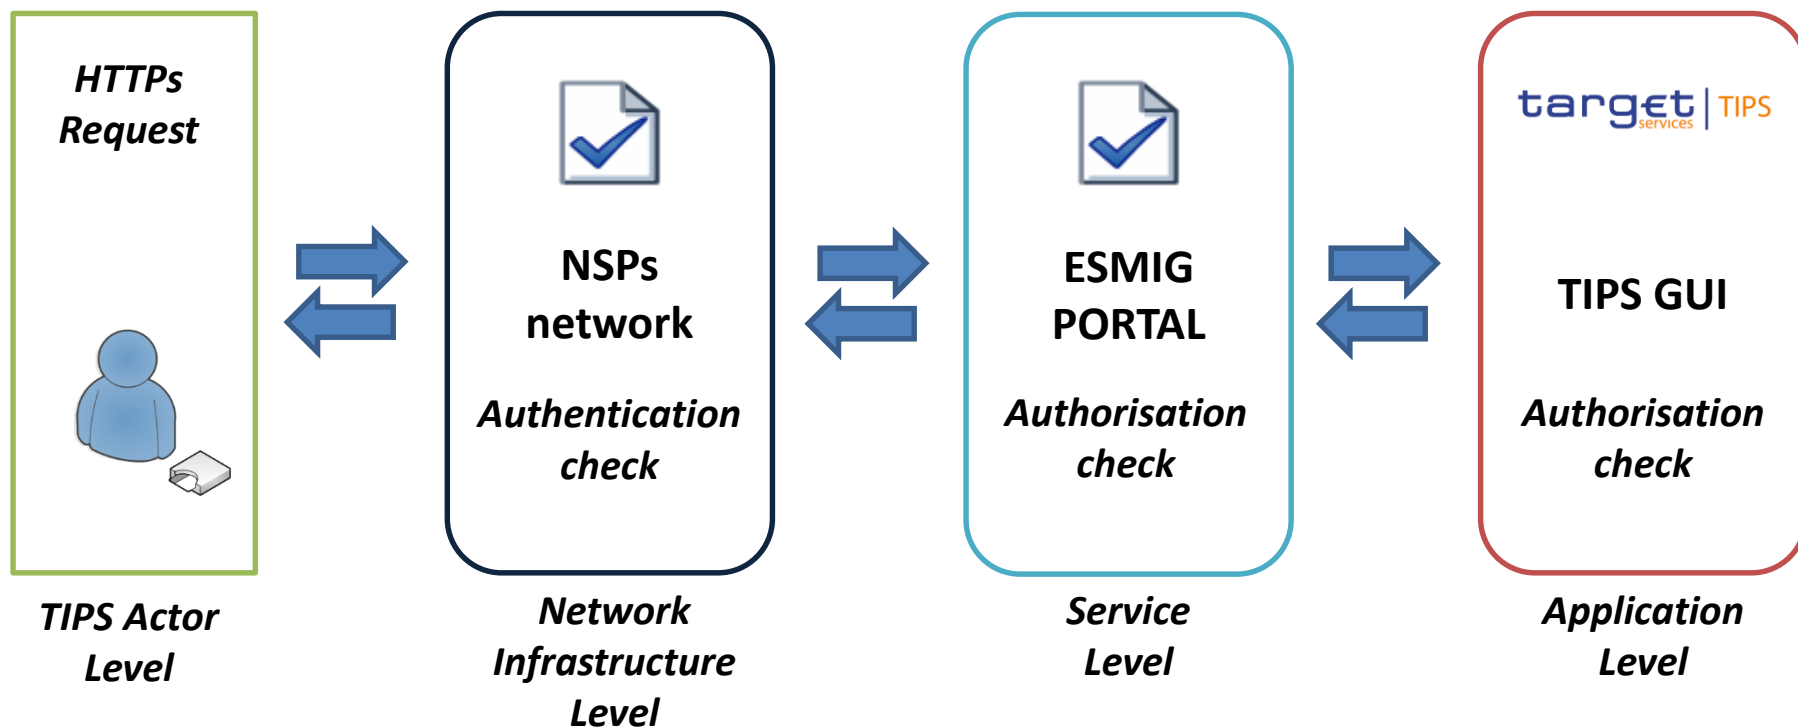 HTTPs
Request
TIPS Actor
Level
NSPs
network
Authentication
check
Network
Infrastructure
Level
ESMIG
PORTAL
Authorisation
check
Service
Level
target | TIPS
services
TIPS GUI
Authorisation
check
Application
Level